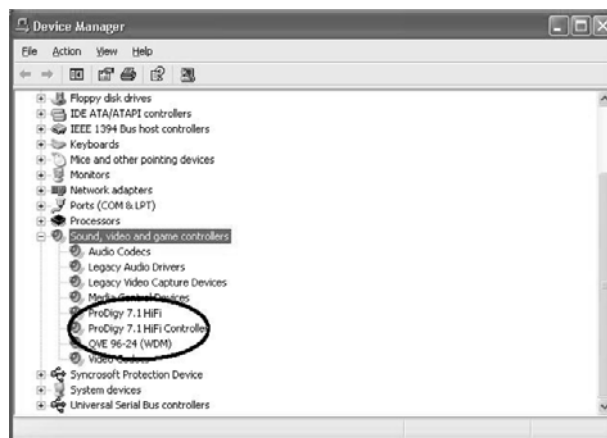 Device Manager
File Action View Help
Floppy disk drives
IDE ATA/ATAPI controllers
IEEE 1394 Bus host controllers
Keyboards
Mice and other pointing devices
Monitors
Network adapters
Ports (COM & LPT)
Processors
Sound, video and game controllers
Audio Codecs
Legacy Audio Drivers
Legacy Video Capture Devices
Media Control Devices
ProDigy 7.1 HiFi
ProDigy 7.1 HiFi Controller
QVE 96-24 (WDM)
Video Codecs
Syncrosoft Protection Device
System devices
Universal Serial Bus controllers